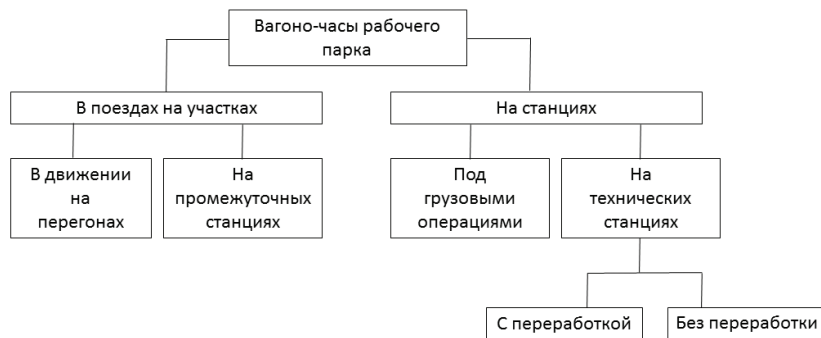 Вагоно-часы рабочего
парка
В поездах на участках
На станциях
В движении
на
перегонах
На
промежуточных
станциях
Под
грузовыми
операциями
На
технических
станциях
С переработкой
Без переработки